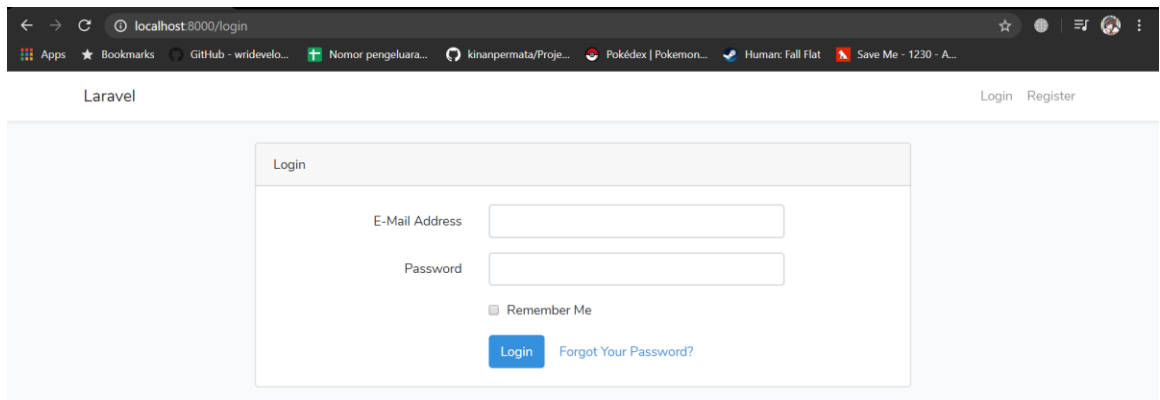 localhost:8000/login
Apps Bookmarks GitHub - wridevelo... Nomor pengeluara... kinanpermata/Proje... Pokédex | Pokemon... Human: Fall Flat Save Me - 1230 - A...
Laravel Login Register
Login
E-Mail Address
Password
Remember Me
Login Forgot Your Password?